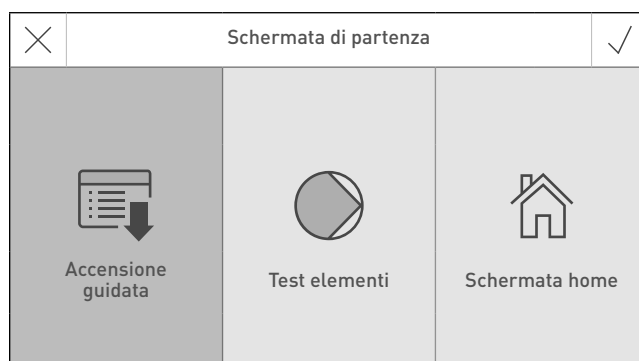 Schermata di partenza
Accensione
guidata
Test elementi
Schermata home